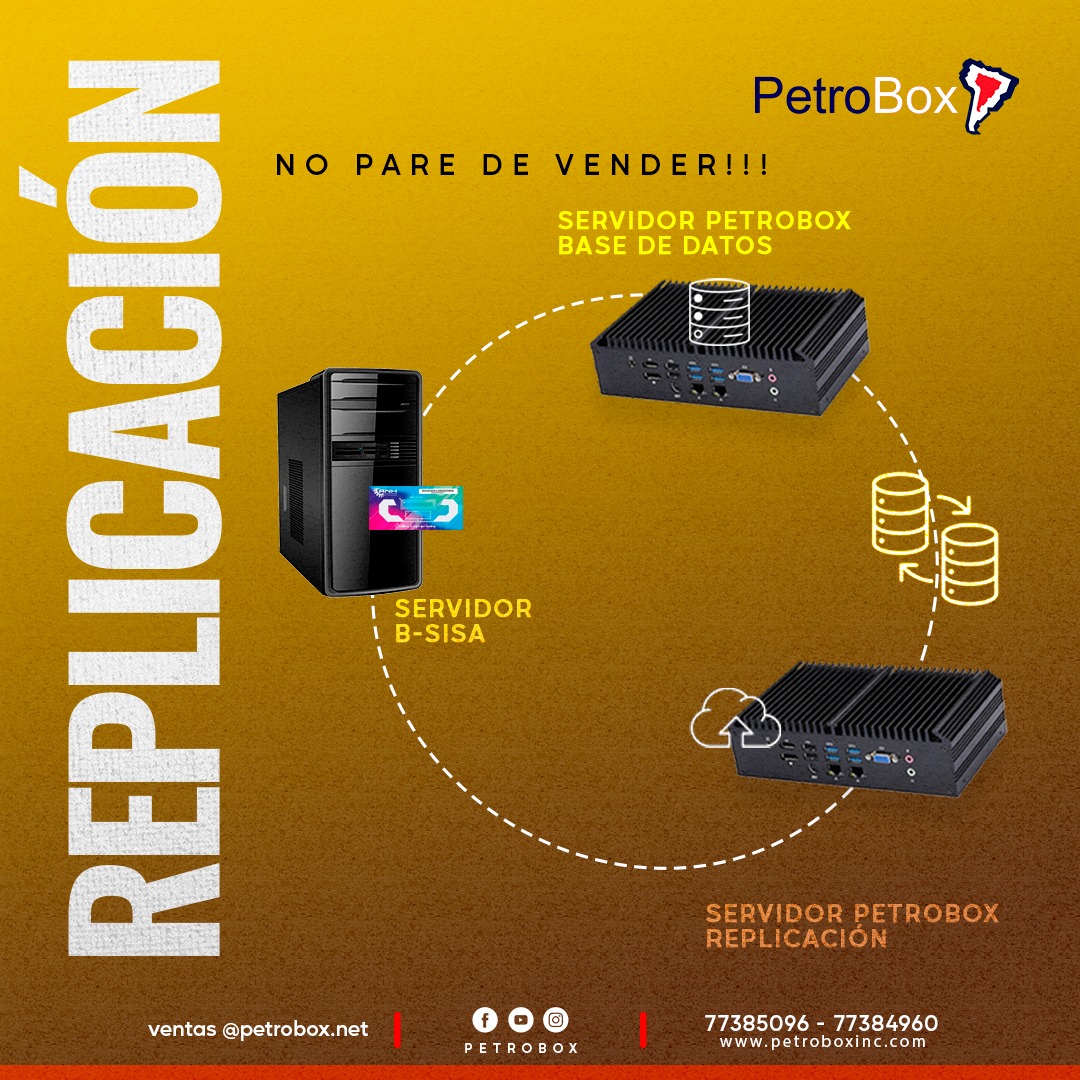 REPLICACIÓN
PetroBox
NO PARE DE VENDER!!!
SERVIDOR PETROBOX
BASE DE DATOS
ANH
SERVIDOR
B-SISA
SERVIDOR PETROBOX
REPLICACIÓN
ventas @petrobox.net
PETROBOX
77385096 - 77384960
www.petroboxinc.com